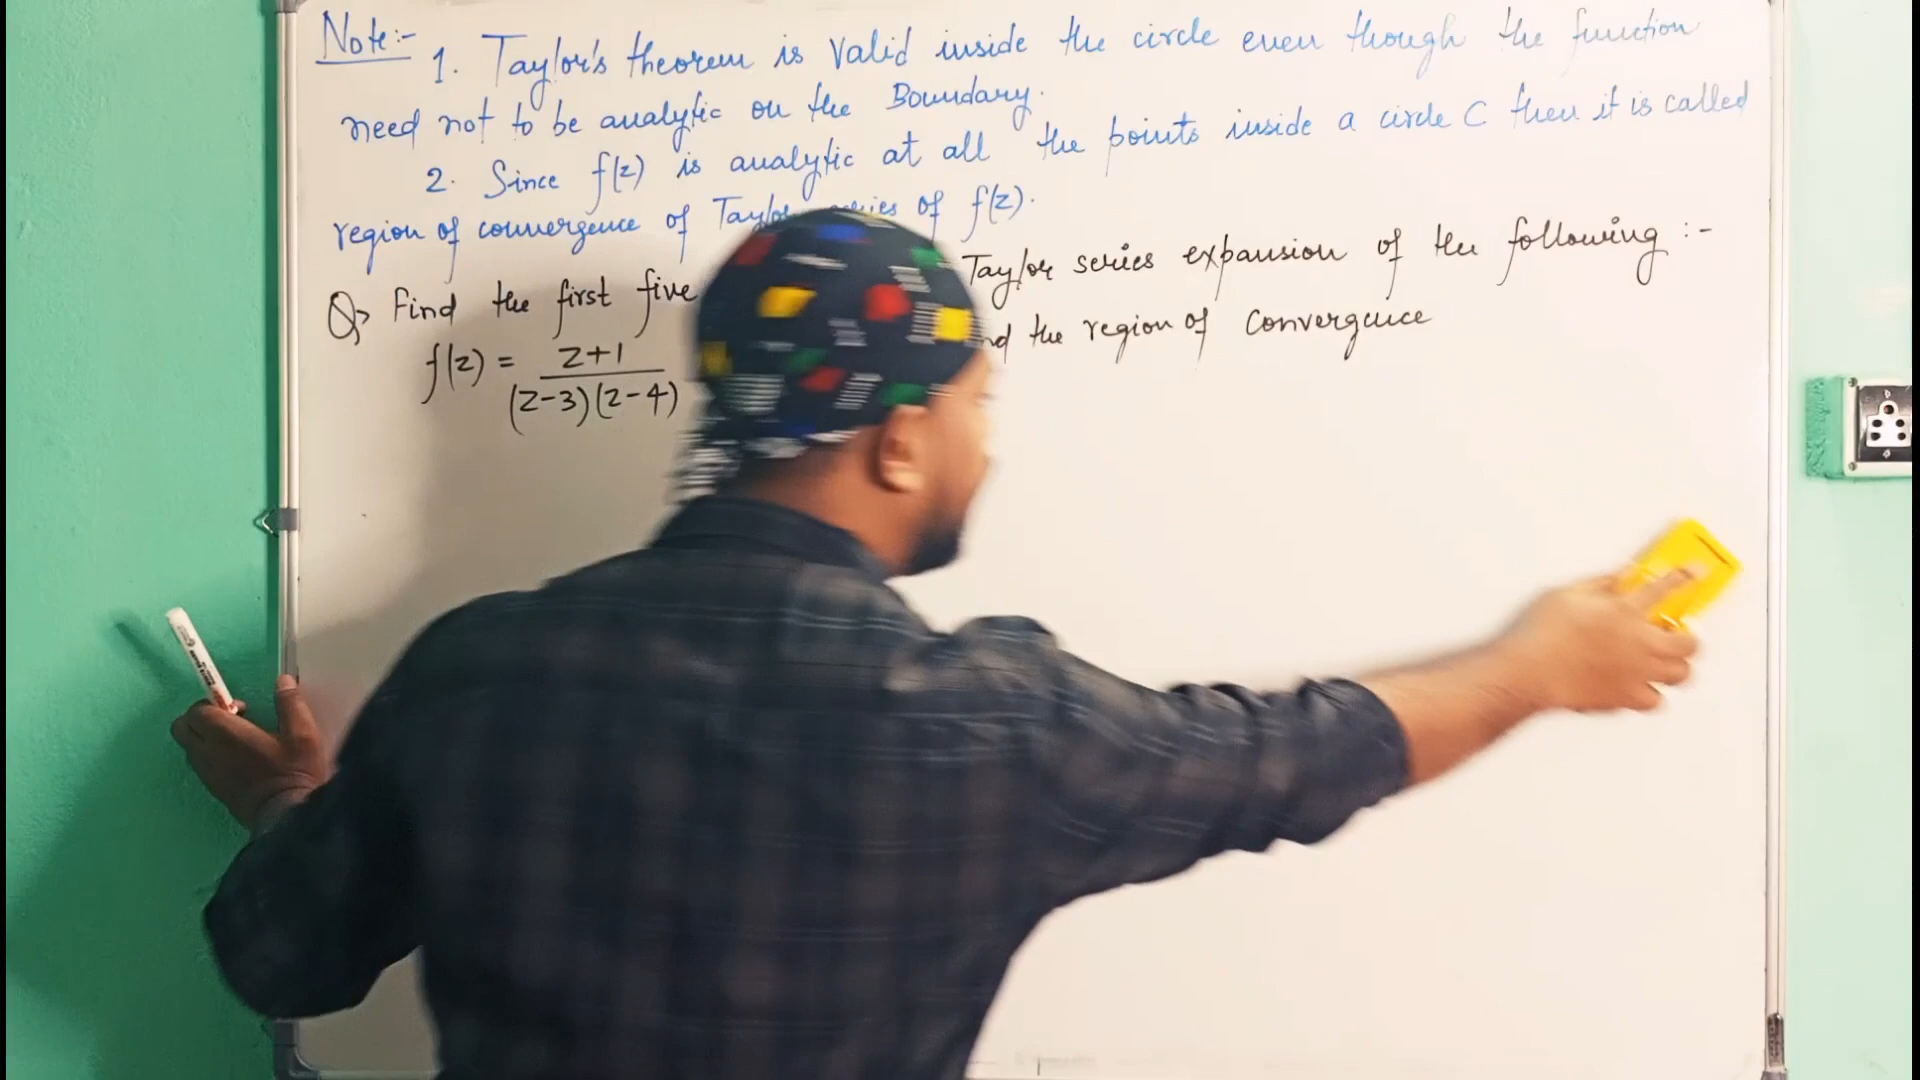 Note:-
1. Taylor's theorem is valid inside the circle even though the function
need not to be analytic on the Boundary.
2. Since f(z) is analytic at all the points inside a circle C then it is called
region of convergence of Taylor series of f(z).
Q> Find the first five Taylor series expansion of the following :-
f(z) = z+1 / (z-3)(z-4) the region of convergence